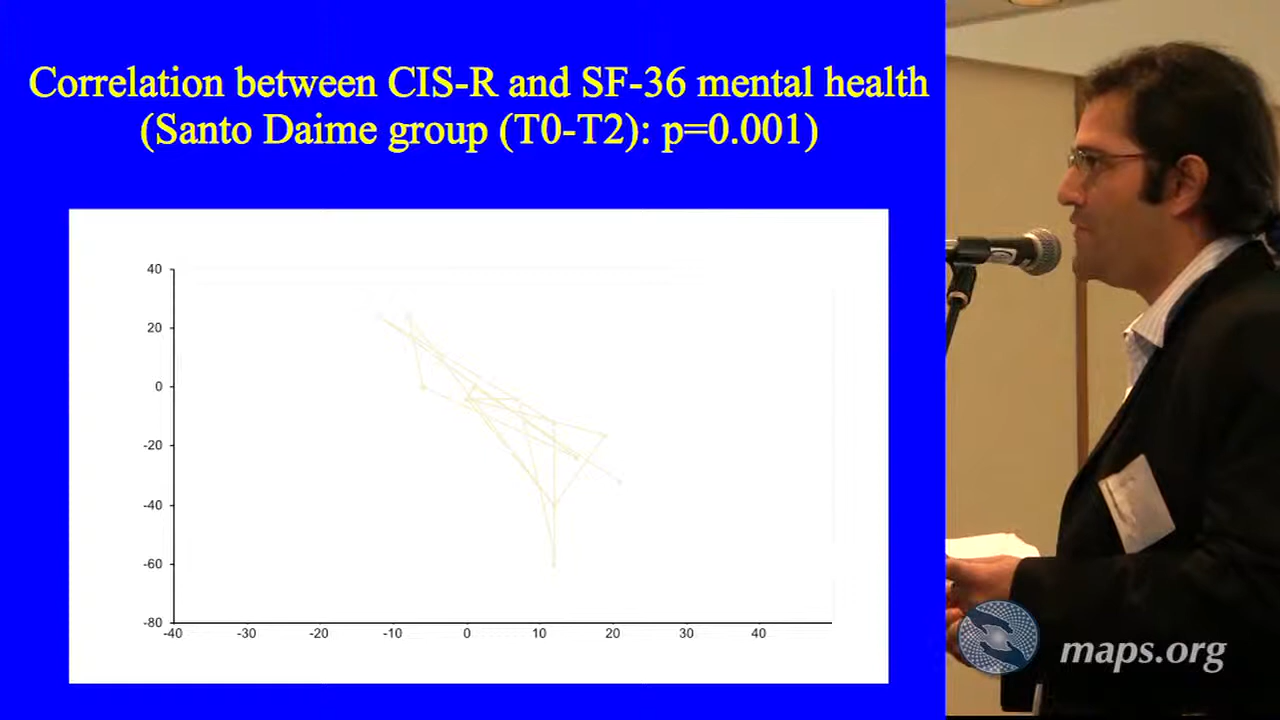 Correlation between CIS-R and SF-36 mental health
(Santo Daime group (T0-T2): p=0.001)
40
20
0
-20
-40
-60
-80
-40 -30 -20 -10 0 10 20 30 40
maps.org